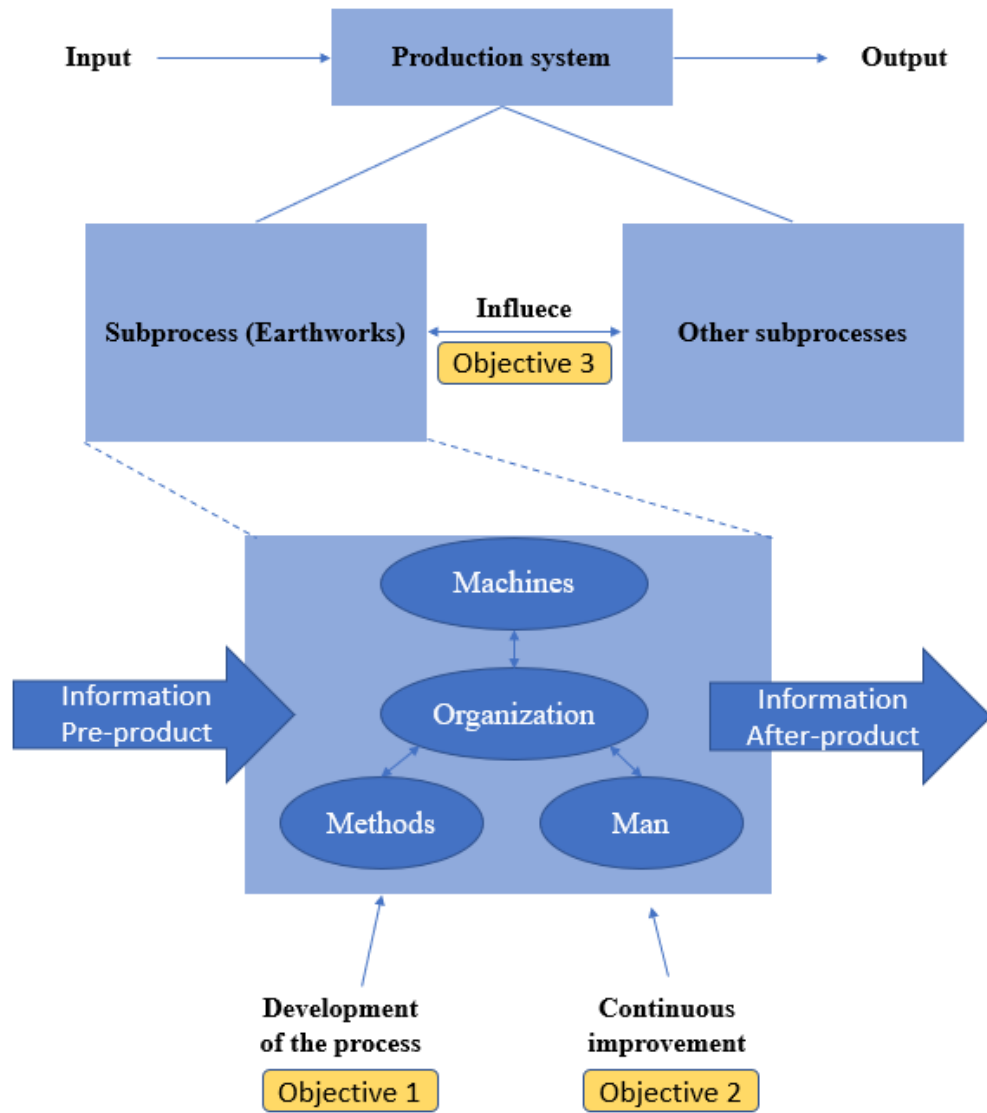 Input
Production system
Output
Subprocess (Earthworks)
Influece
Objective 3
Other subprocesses
Machines
Information
Pre-product
Organization
Information
After-product
Methods
Man
Development
of the process
Objective 1
Continuous
improvement
Objective 2